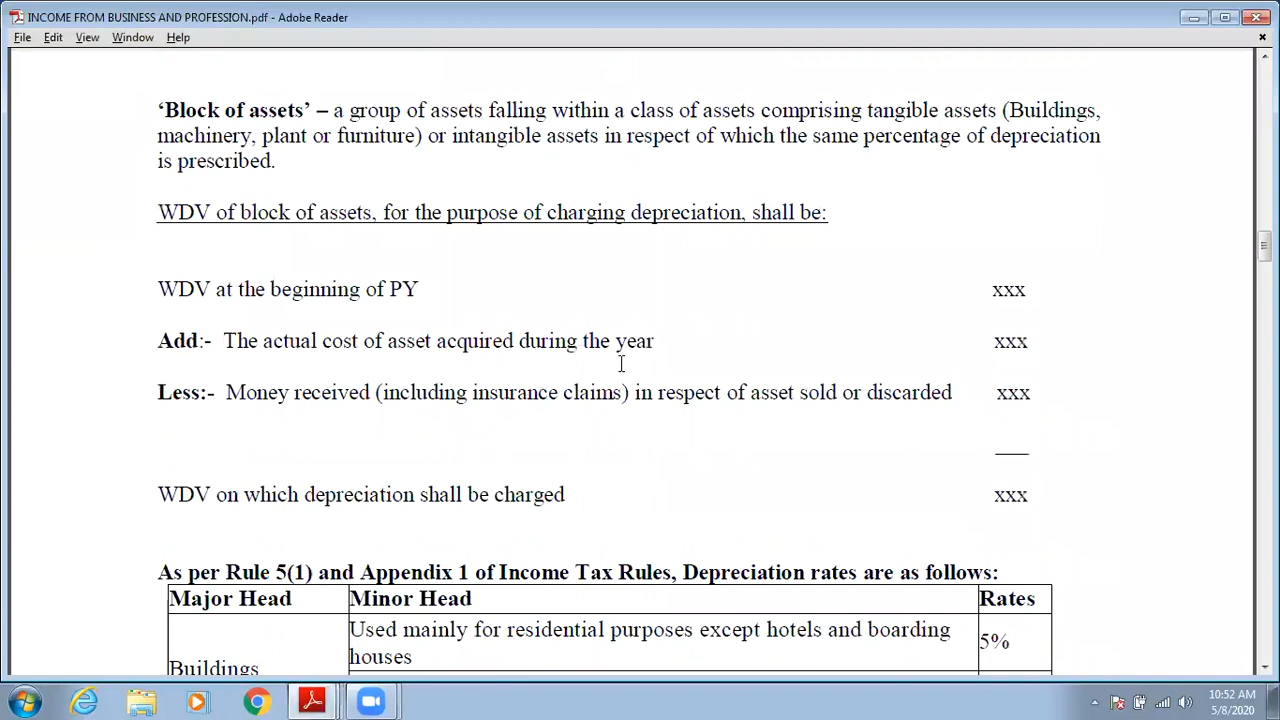 INCOME FROM BUSINESS AND PROFESSION.pdf - Adobe Reader
File Edit View Window Help
‘Block of assets’ – a group of assets falling within a class of assets comprising tangible assets (Buildings,
machinery, plant or furniture) or intangible assets in respect of which the same percentage of depreciation
is prescribed.
WDV of block of assets, for the purpose of charging depreciation, shall be:
WDV at the beginning of PY xxx
Add:- The actual cost of asset acquired during the year xxx
Less:- Money received (including insurance claims) in respect of asset sold or discarded xxx
WDV on which depreciation shall be charged xxx
As per Rule 5(1) and Appendix 1 of Income Tax Rules, Depreciation rates are as follows:
Major Head Minor Head Rates
Used mainly for residential purposes except hotels and boarding
houses
5%
Buildings
10:52 AM
5/8/2020